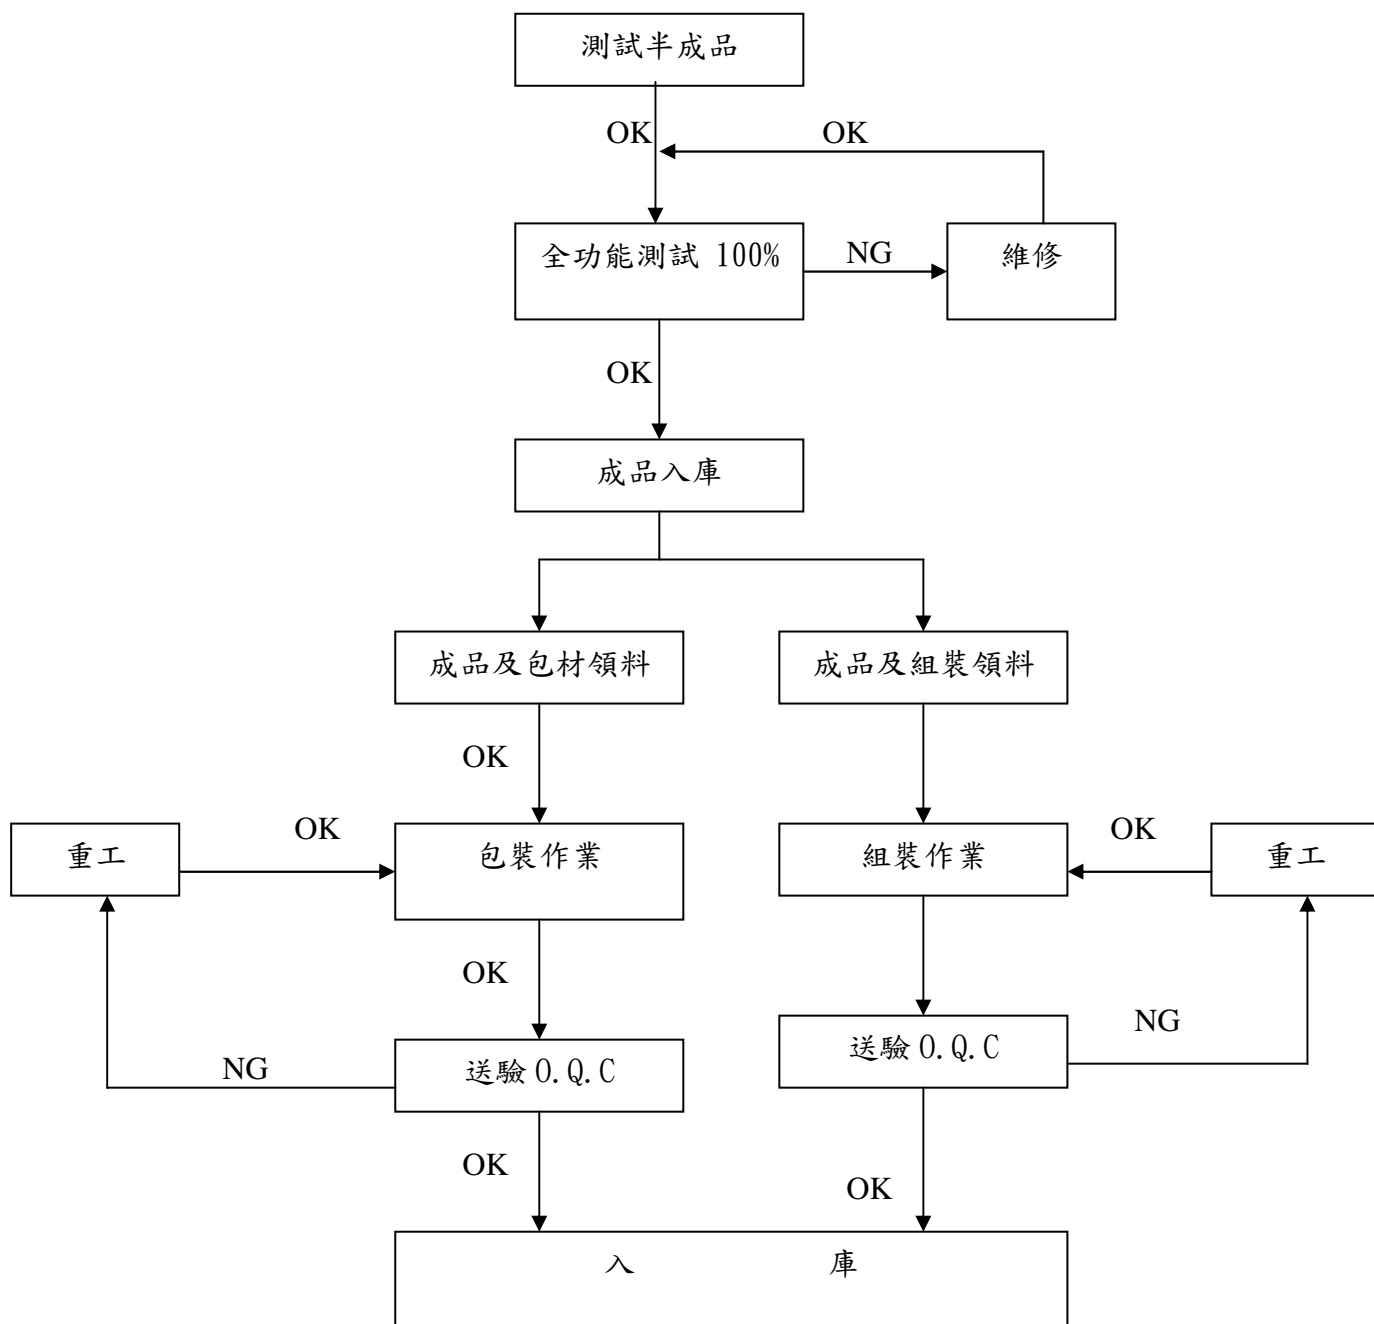 測試半成品
OK
OK
全功能測試 100%
NG
維修
OK
成品入庫
成品及包材領料
成品及組裝領料
OK
重工
OK
包裝作業
組裝作業
OK
重工
OK
NG
送驗 O.Q.C
送驗 O.Q.C
NG
OK
OK
入 庫